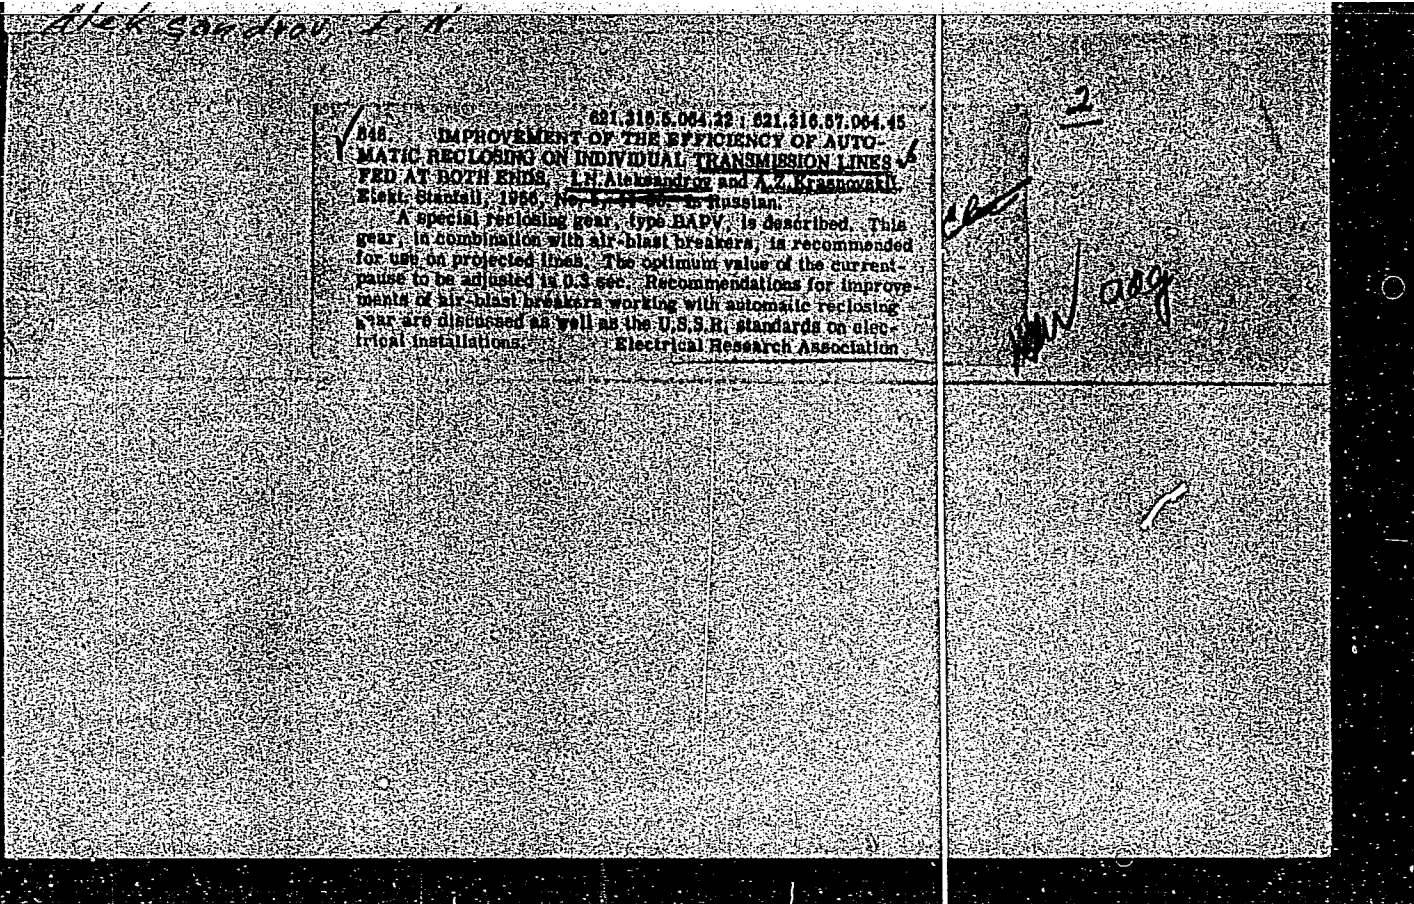 Aleksandrov, I. N.
2
621.316.5.064.22 : 621.316.57.064.45
846. IMPROVEMENT OF THE EFFICIENCY OF AUTO-
MATIC RECLOSING ON INDIVIDUAL TRANSMISSION LINES
FED AT BOTH ENDS. I.N.Aleksandrov and A.Z.Krasnovskii.
Elekt. Stantsii, 1956, No. in Russian.
A special reclosing gear, type BAPV, is described. This
gear, in combination with air-blast breakers, is recommended
for use on projected lines. The optimum value of the current-
pause to be adjusted is 0.3 sec. Recommendations for improve-
ments of air-blast breakers working with automatic reclosing
gear are discussed as well as the U.S.S.R. standards on elec-
trical installations. Electrical Research Association